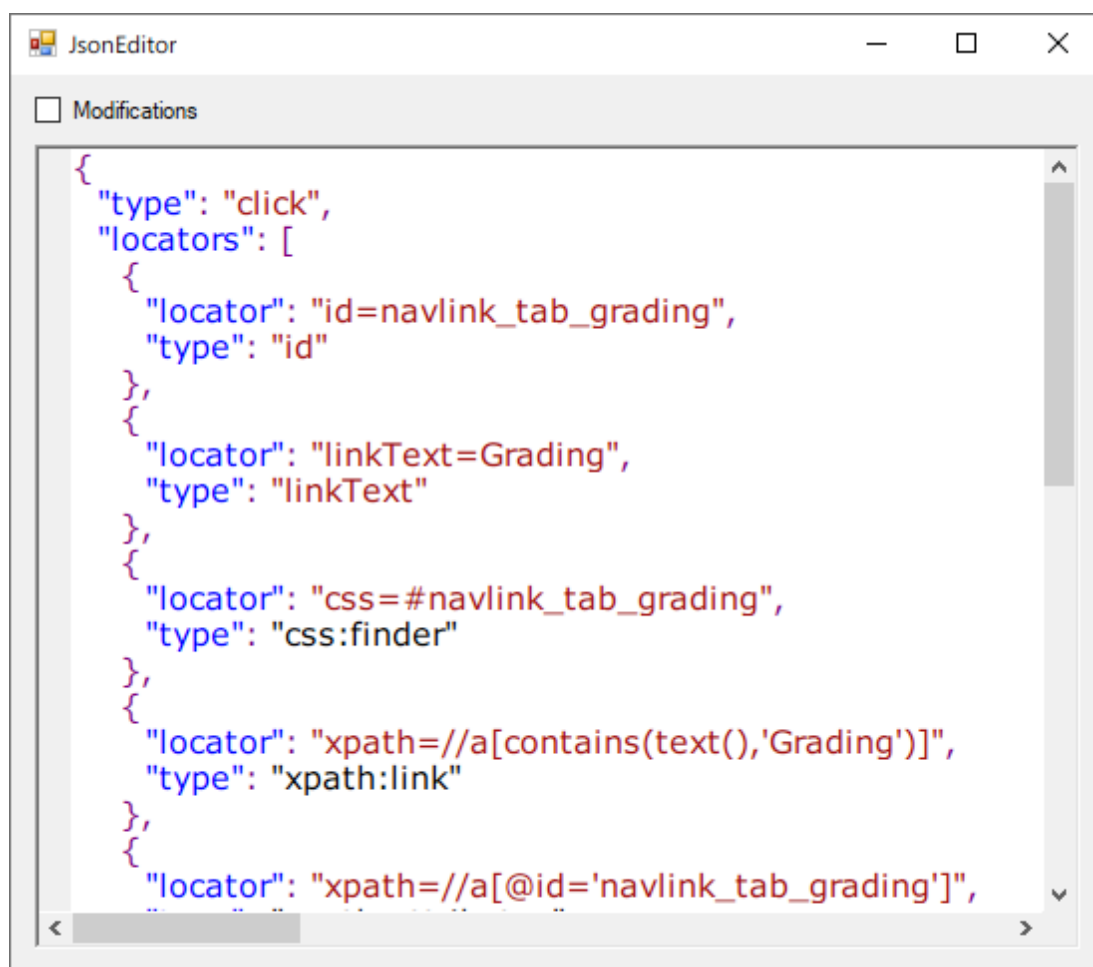 JsonEditor
Modifications
{
"type": "click",
"locators": [
{
"locator": "id=navlink_tab_grading",
"type": "id"
},
{
"locator": "linkText=Grading",
"type": "linkText"
},
{
"locator": "css=#navlink_tab_grading",
"type": "css:finder"
},
{
"locator": "xpath=//a[contains(text(),'Grading')]",
"type": "xpath:link"
},
{
"locator": "xpath=//a[@id='navlink_tab_grading']",